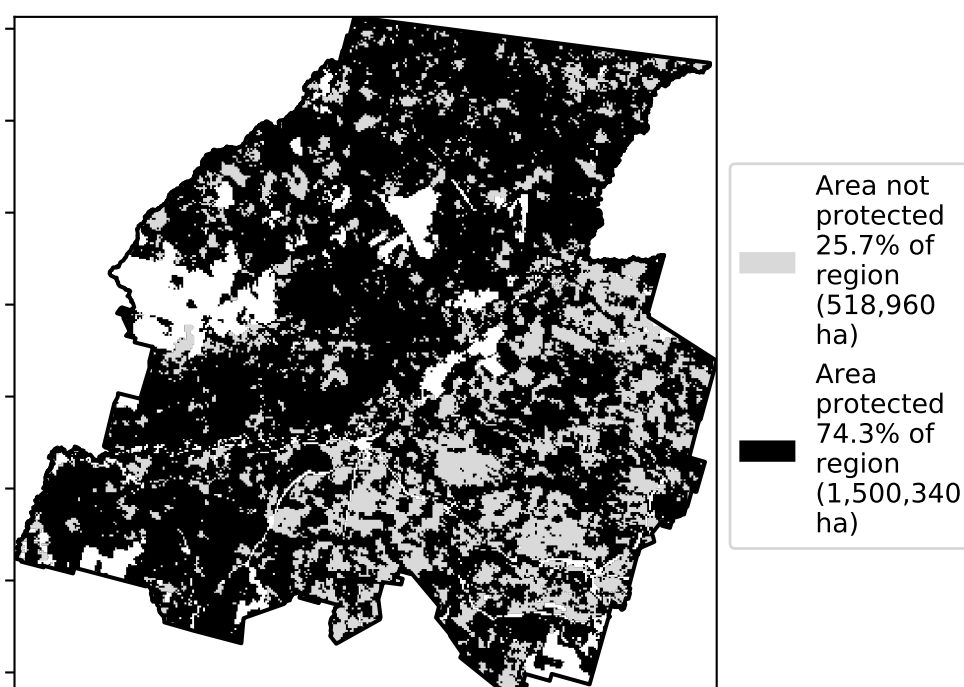 Area not
protected
25.7% of
region
(518,960
ha)
Area
protected
74.3% of
region
(1,500,340
ha)